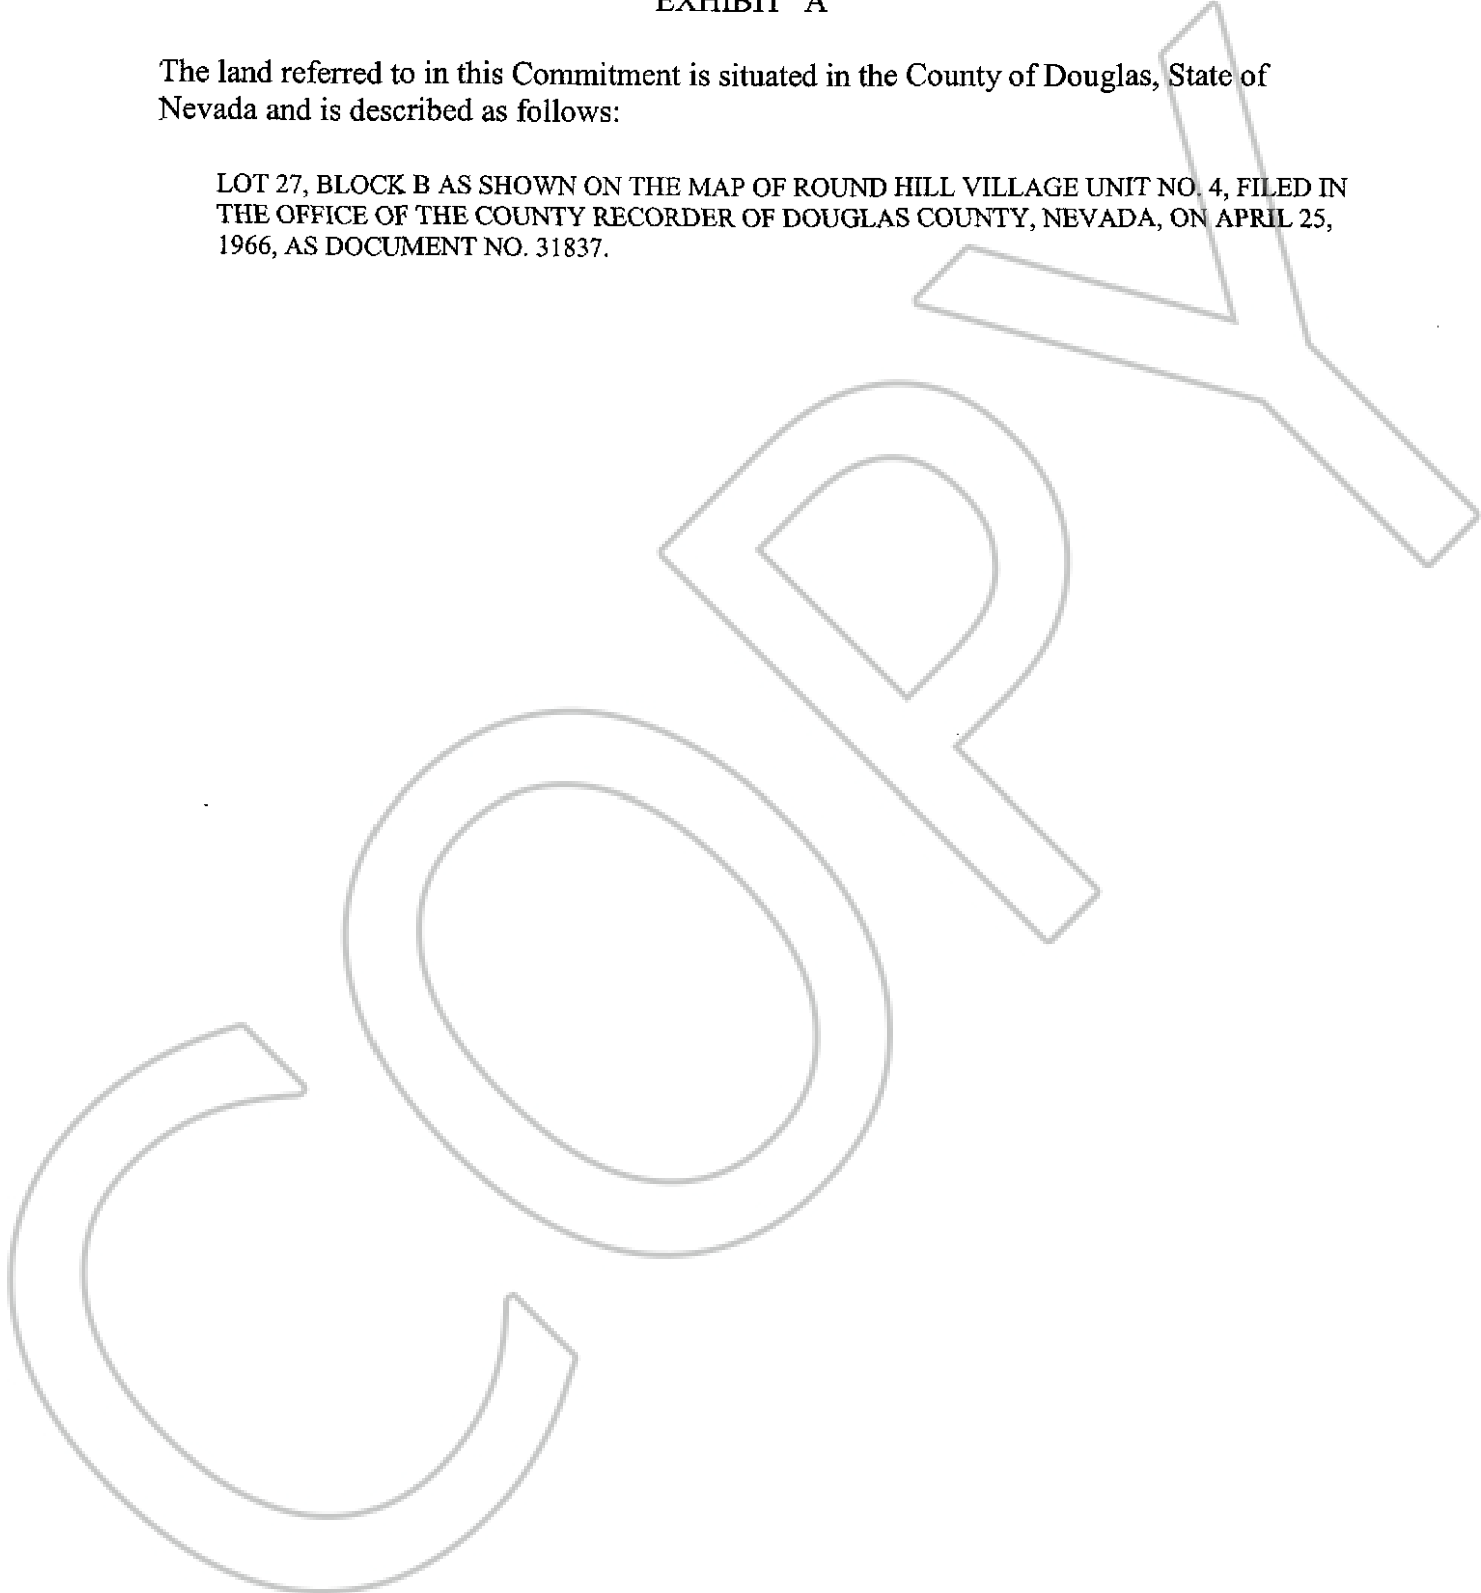 EXHIBIT A
The land referred to in this Commitment is situated in the County of Douglas, State of
Nevada and is described as follows:
LOT 27, BLOCK B AS SHOWN ON THE MAP OF ROUND HILL VILLAGE UNIT NO. 4, FILED IN
THE OFFICE OF THE COUNTY RECORDER OF DOUGLAS COUNTY, NEVADA, ON APRIL 25,
1966, AS DOCUMENT NO. 31837.
COPY